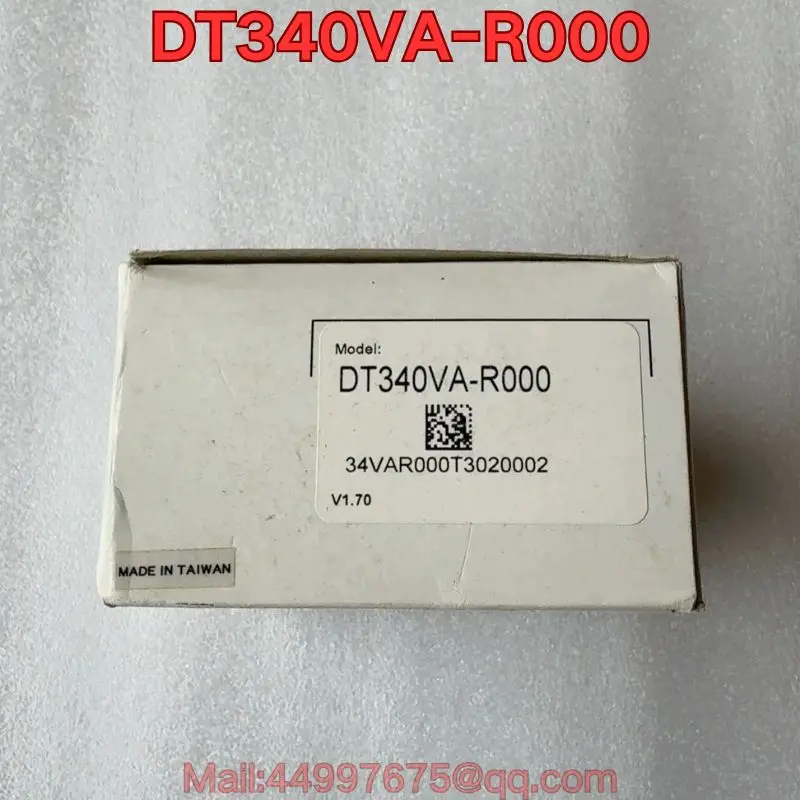 DT340VA-R000
Model:
DT340VA-R000
34VAR000T3020002
V1.70
MADE IN TAIWAN
Mail:44997675@qq.com